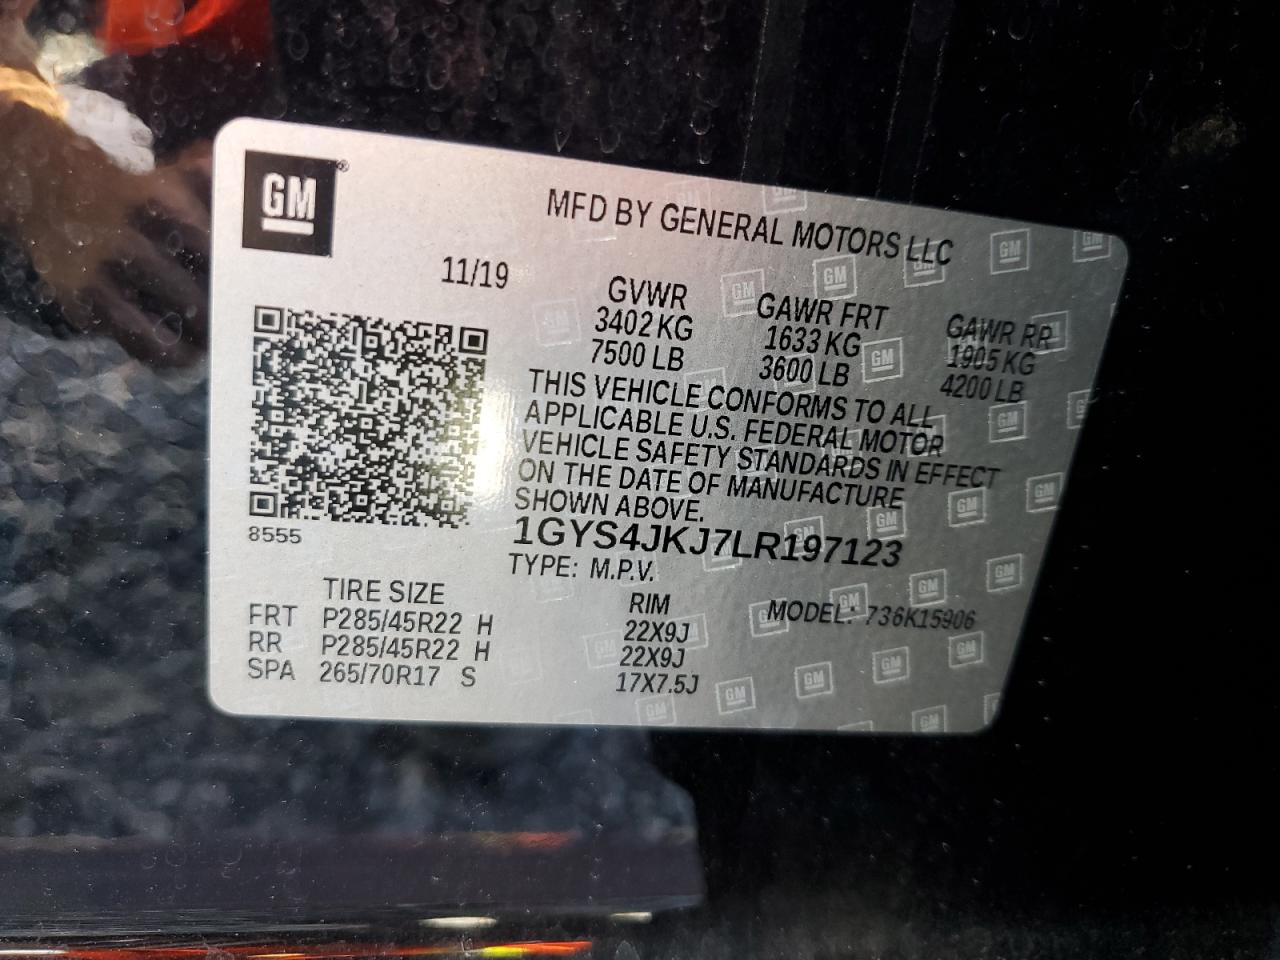 GM
MFD BY GENERAL MOTORS LLC
11/19
GVWR GAWR FRT GAWR RR
3402 KG 1633 KG 1905 KG
7500 LB 3600 LB 4200 LB
THIS VEHICLE CONFORMS TO ALL
APPLICABLE U.S. FEDERAL MOTOR
VEHICLE SAFETY STANDARDS IN EFFECT
ON THE DATE OF MANUFACTURE
SHOWN ABOVE.
8555
1GYS4JKJ7LR197123
TYPE: M.P.V. MODEL: 736K15906
TIRE SIZE RIM
FRT P285/45R22 H 22X9J
RR P285/45R22 H 22X9J
SPA 265/70R17 S 17X7.5J